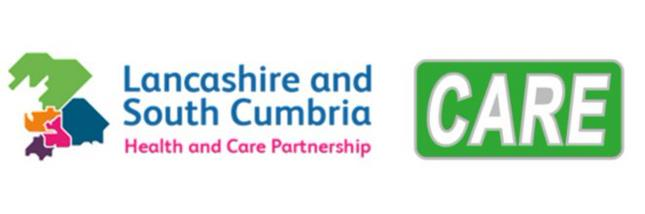 Lancashire and
South Cumbria
Health and Care Partnership
CARE